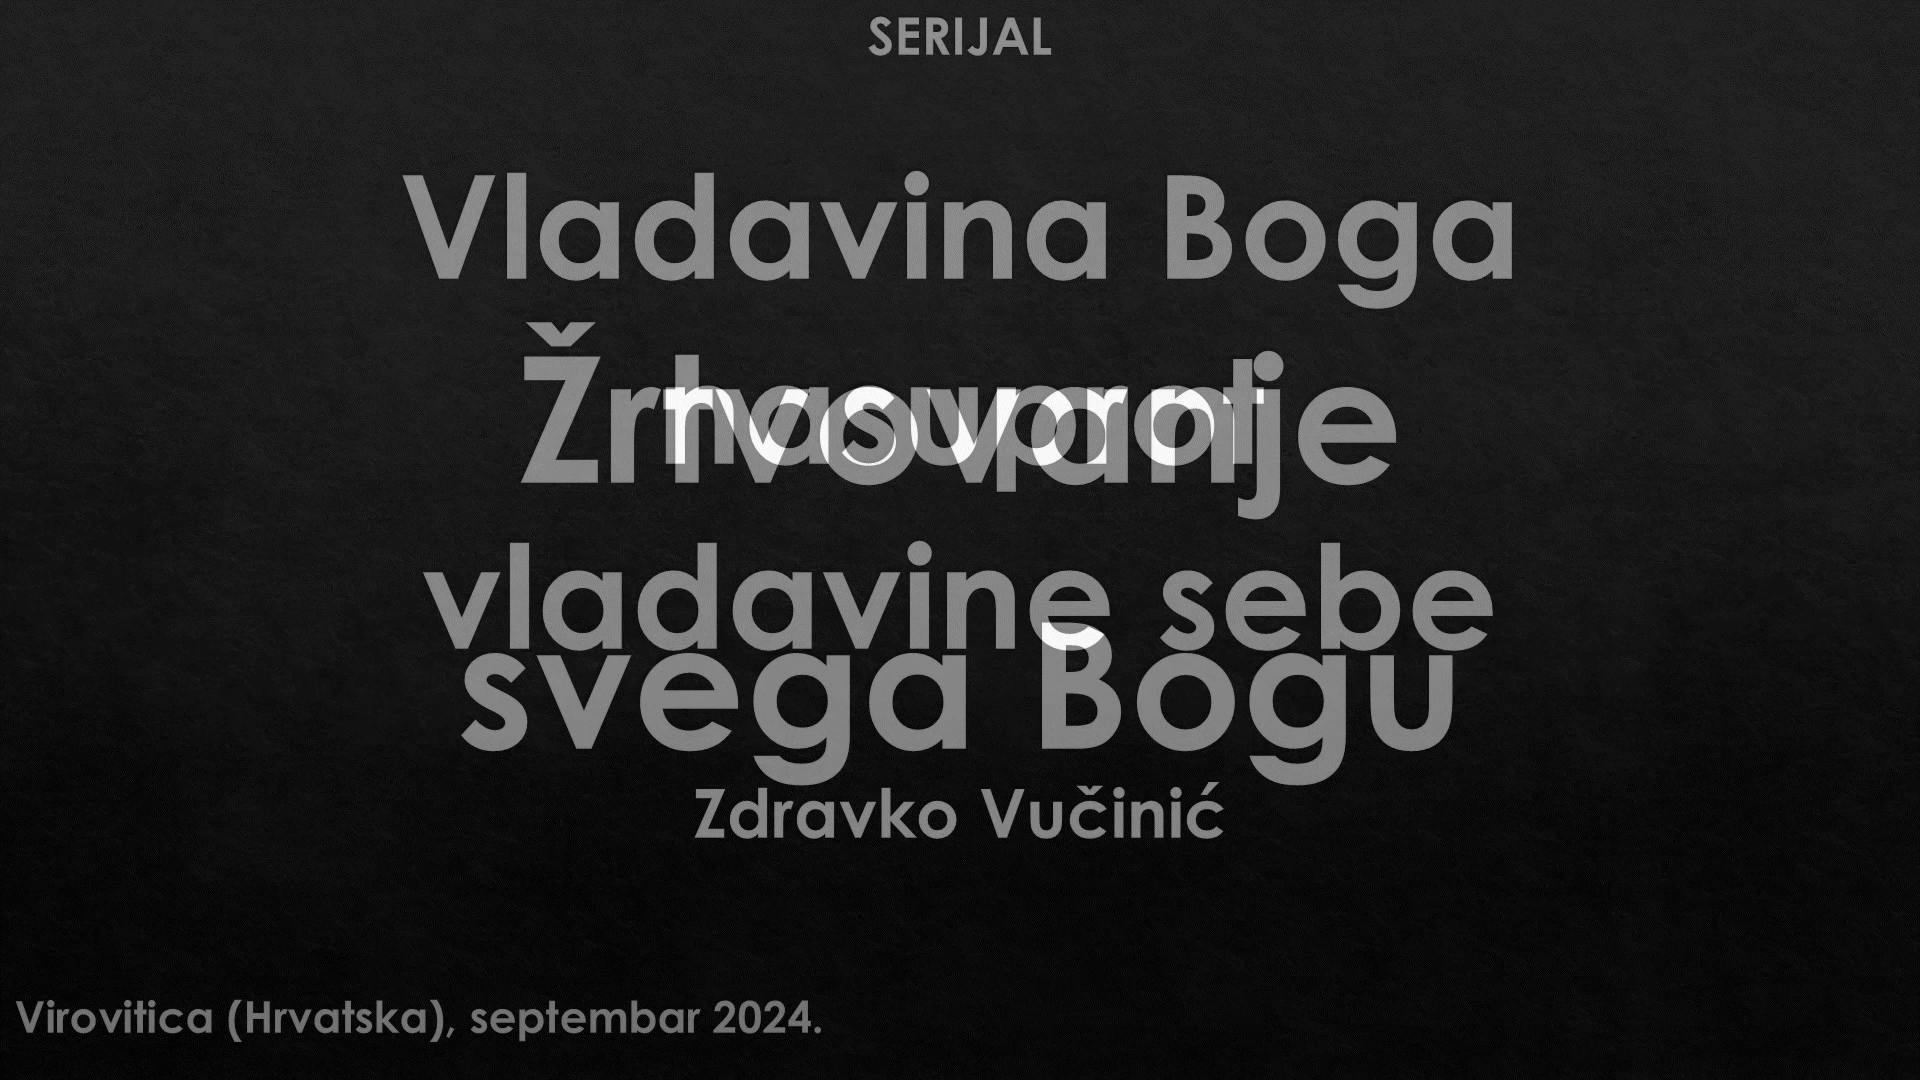 SERIJAL
Vladavina Boga
nasuprot
Žrtvovanje
vladavine sebe
svega Bogu
Zdravko Vučinić
Virovitica (Hrvatska), septembar 2024.